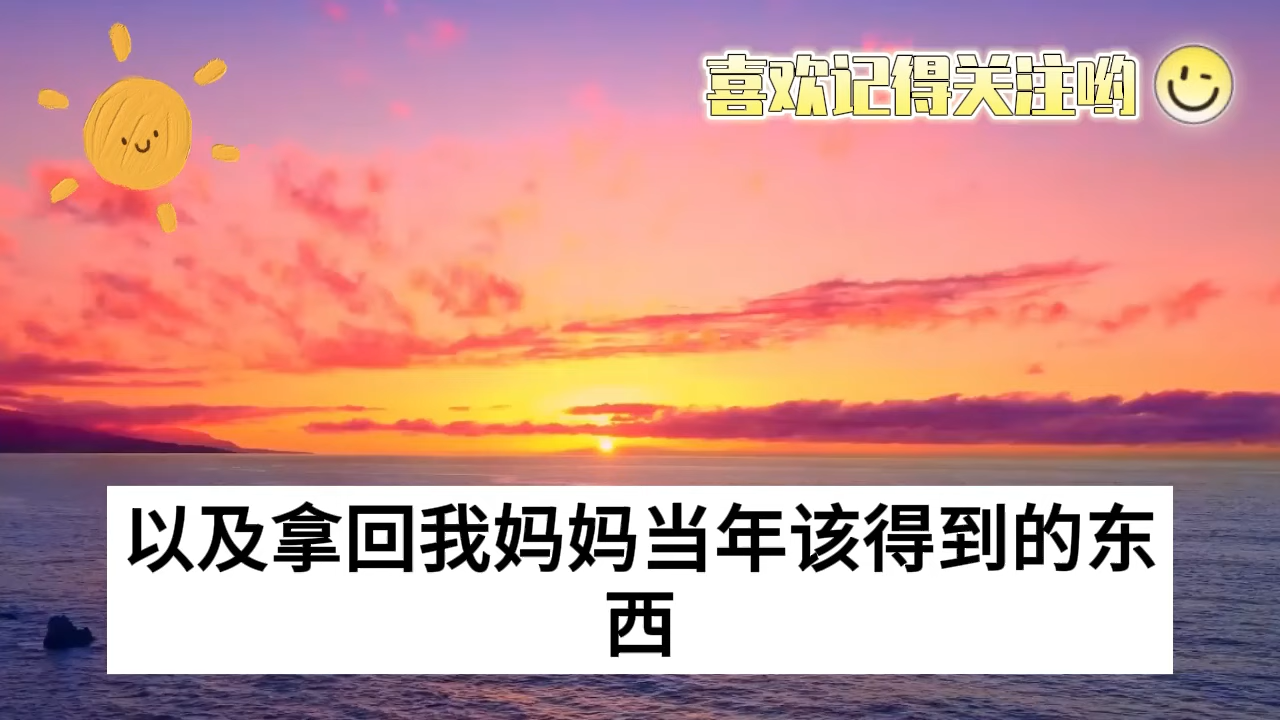 喜欢记得关注哟
以及拿回我妈妈当年该得到的东
西